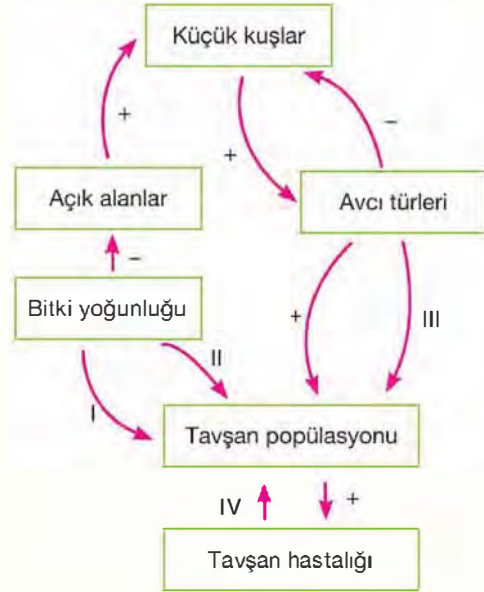 Küçük kuşlar
+
+
–
Açık alanlar
Avcı türleri
–
Bitki yoğunluğu
+
III
II
I
Tavşan popülasyonu
IV
+
Tavşan hastalığı